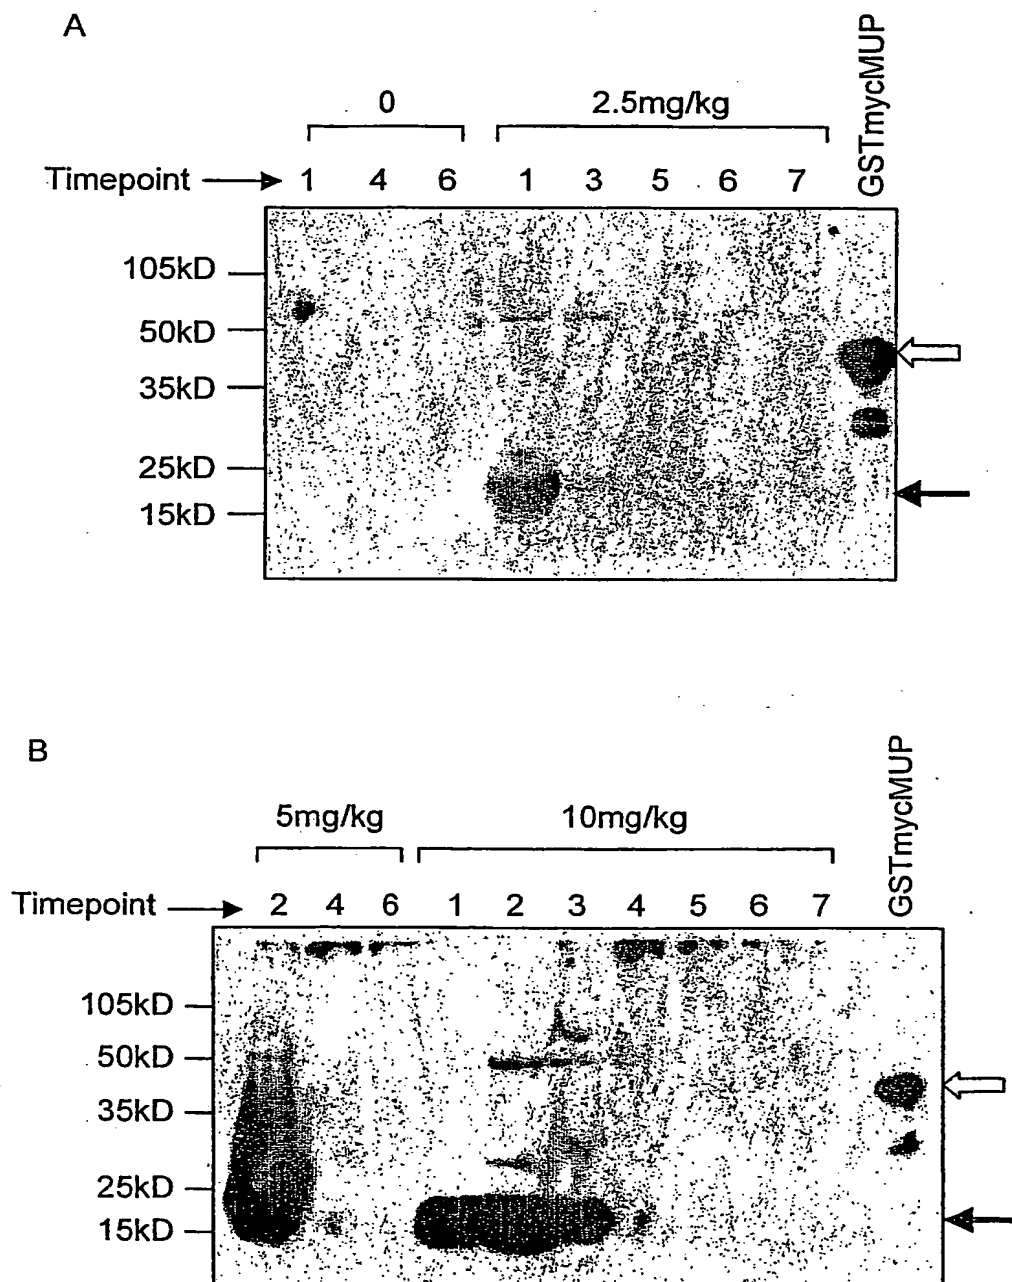 A
0 2.5mg/kg GSTmycMUP
Timepoint 1 4 6 1 3 5 6 7
105kD
50kD
35kD
25kD
15kD
B
5mg/kg 10mg/kg GSTmycMUP
Timepoint 2 4 6 1 2 3 4 5 6 7
105kD
50kD
35kD
25kD
15kD